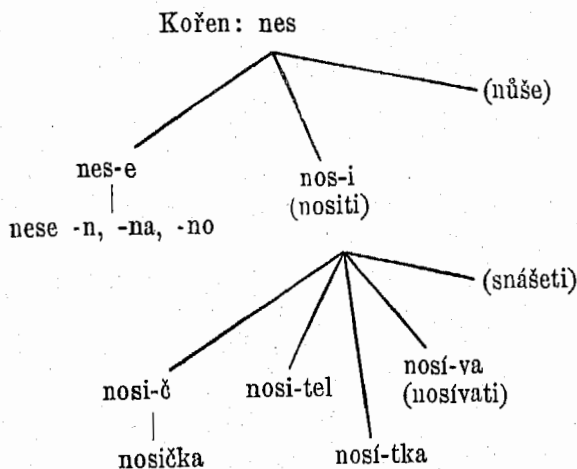 Kořen: nes
(nůše)
nes-e
nos-i
(nositi)
nese -n, -na, -no
(snášeti)
nosí-va
(nosívati)
nosi-č
nosi-tel
nosička
nosí-tka